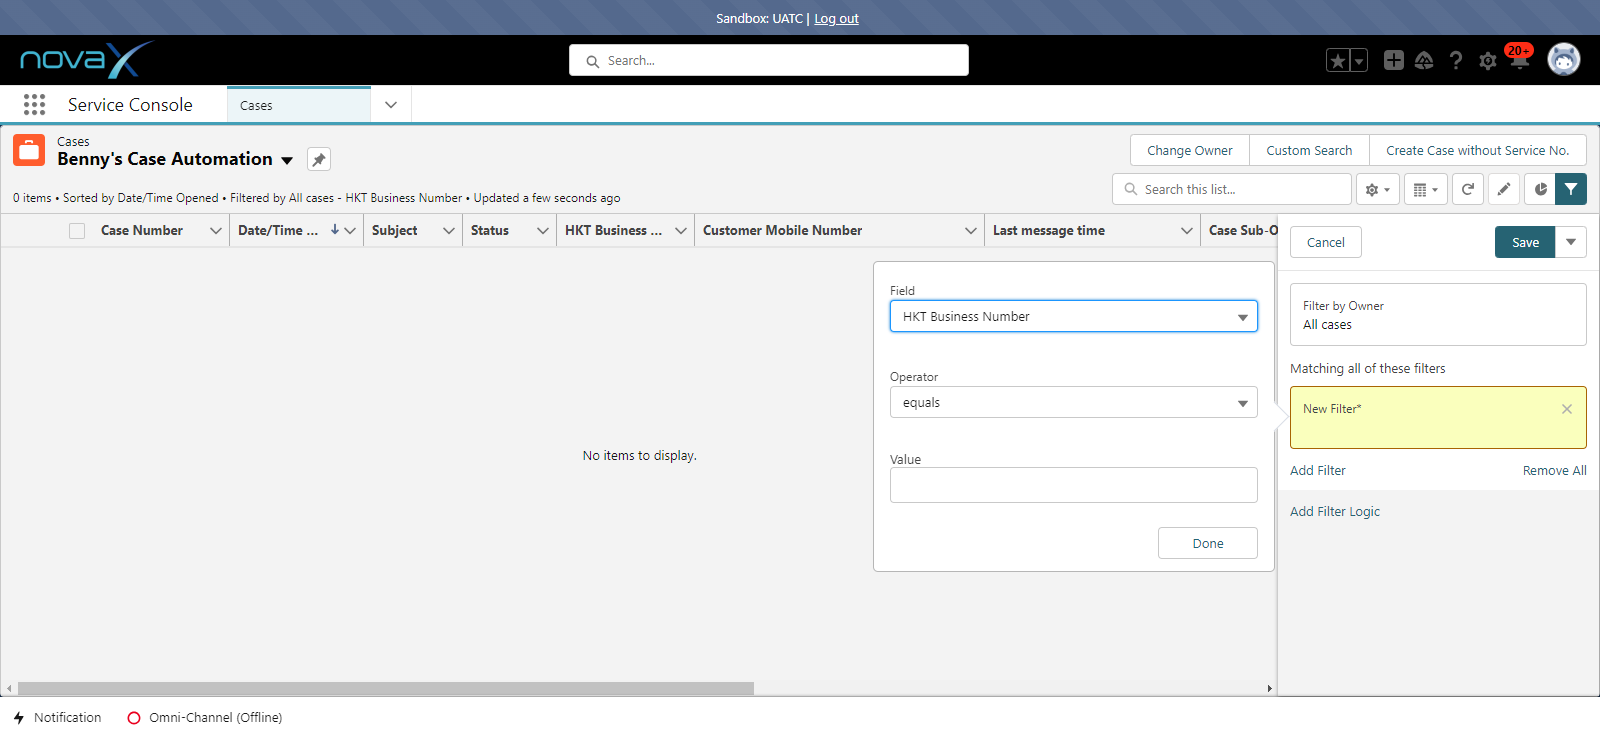 Sandbox: UATC | Log out
novaX
Search...
20+
Service Console
Cases
Cases
Benny's Case Automation
Change Owner
Custom Search
Create Case without Service No.
0 items • Sorted by Date/Time Opened • Filtered by All cases - HKT Business Number • Updated a few seconds ago
Search this list...
Case Number
Date/Time ...
Subject
Status
HKT Business ...
Customer Mobile Number
Last message time
Case Sub-O
Cancel
Save
Field
HKT Business Number
Operator
equals
Value
Done
No items to display.
Filter by Owner
All cases
Matching all of these filters
New Filter*
Add Filter
Remove All
Add Filter Logic
Notification
Omni-Channel (Offline)